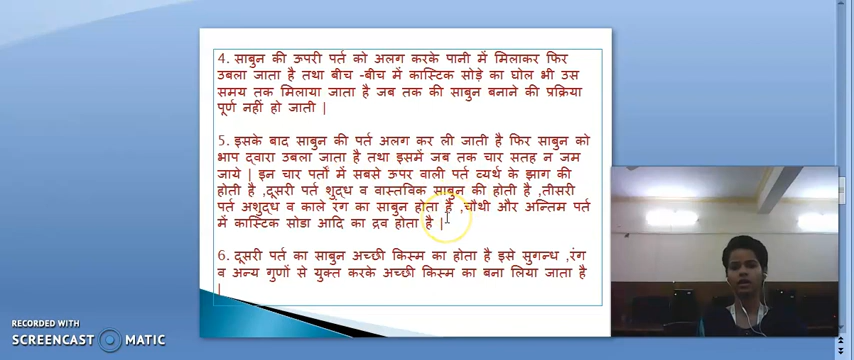 4. साबुन की ऊपरी पर्त को अलग करके पानी में मिलाकर फिर
उबला जाता है तथा बीच -बीच में कास्टिक सोड़े का घोल भी उस
समय तक मिलाया जाता है जब तक की साबुन बनाने की प्रक्रिया
पूर्ण नहीं हो जाती |
5. इसके बाद साबुन की पर्त अलग कर ली जाती है फिर साबुन को
भाप द्वारा उबला जाता है तथा इसमें जब तक चार सतह न जम
जाये | इन चार पर्तो में सबसे ऊपर वाली पर्त व्यर्थ के झाग की
होती है ,दूसरी पर्त शुद्ध व वास्तविक साबुन की होती है ,तीसरी
पर्त अशुद्ध व काले रंग का साबुन होता है ,चौथी और अन्तिम पर्त
में कास्टिक सोडा आदि का द्रव होता है |
6. दूसरी पर्त का साबुन अच्छी किस्म का होता है इसे सुगन्ध ,रंग
व अन्य गुणों से युक्त करके अच्छी किस्म का बना लिया जाता है
|
RECORDED WITH
SCREENCAST MATIC